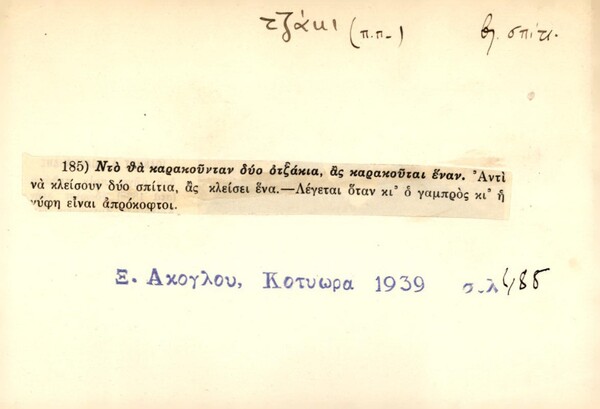 τζάκι (π.π.) βλ. σπίτι.
185) Ντὸ θὰ καρακοῦνταν δύο ὀτζάκια, ἂς καρακοῦται ἕναν. Ἀντὶ
νὰ κλείσουν δύο σπίτια, ἂς κλείσει ἕνα.—Λέγεται ὅταν κι' ὁ γαμπρὸς κι' ἡ
νύφη εἶναι ἀπρόκοφτοι.
Ξ. Ακογλου, Κοτυωρα 1939 σελ 485